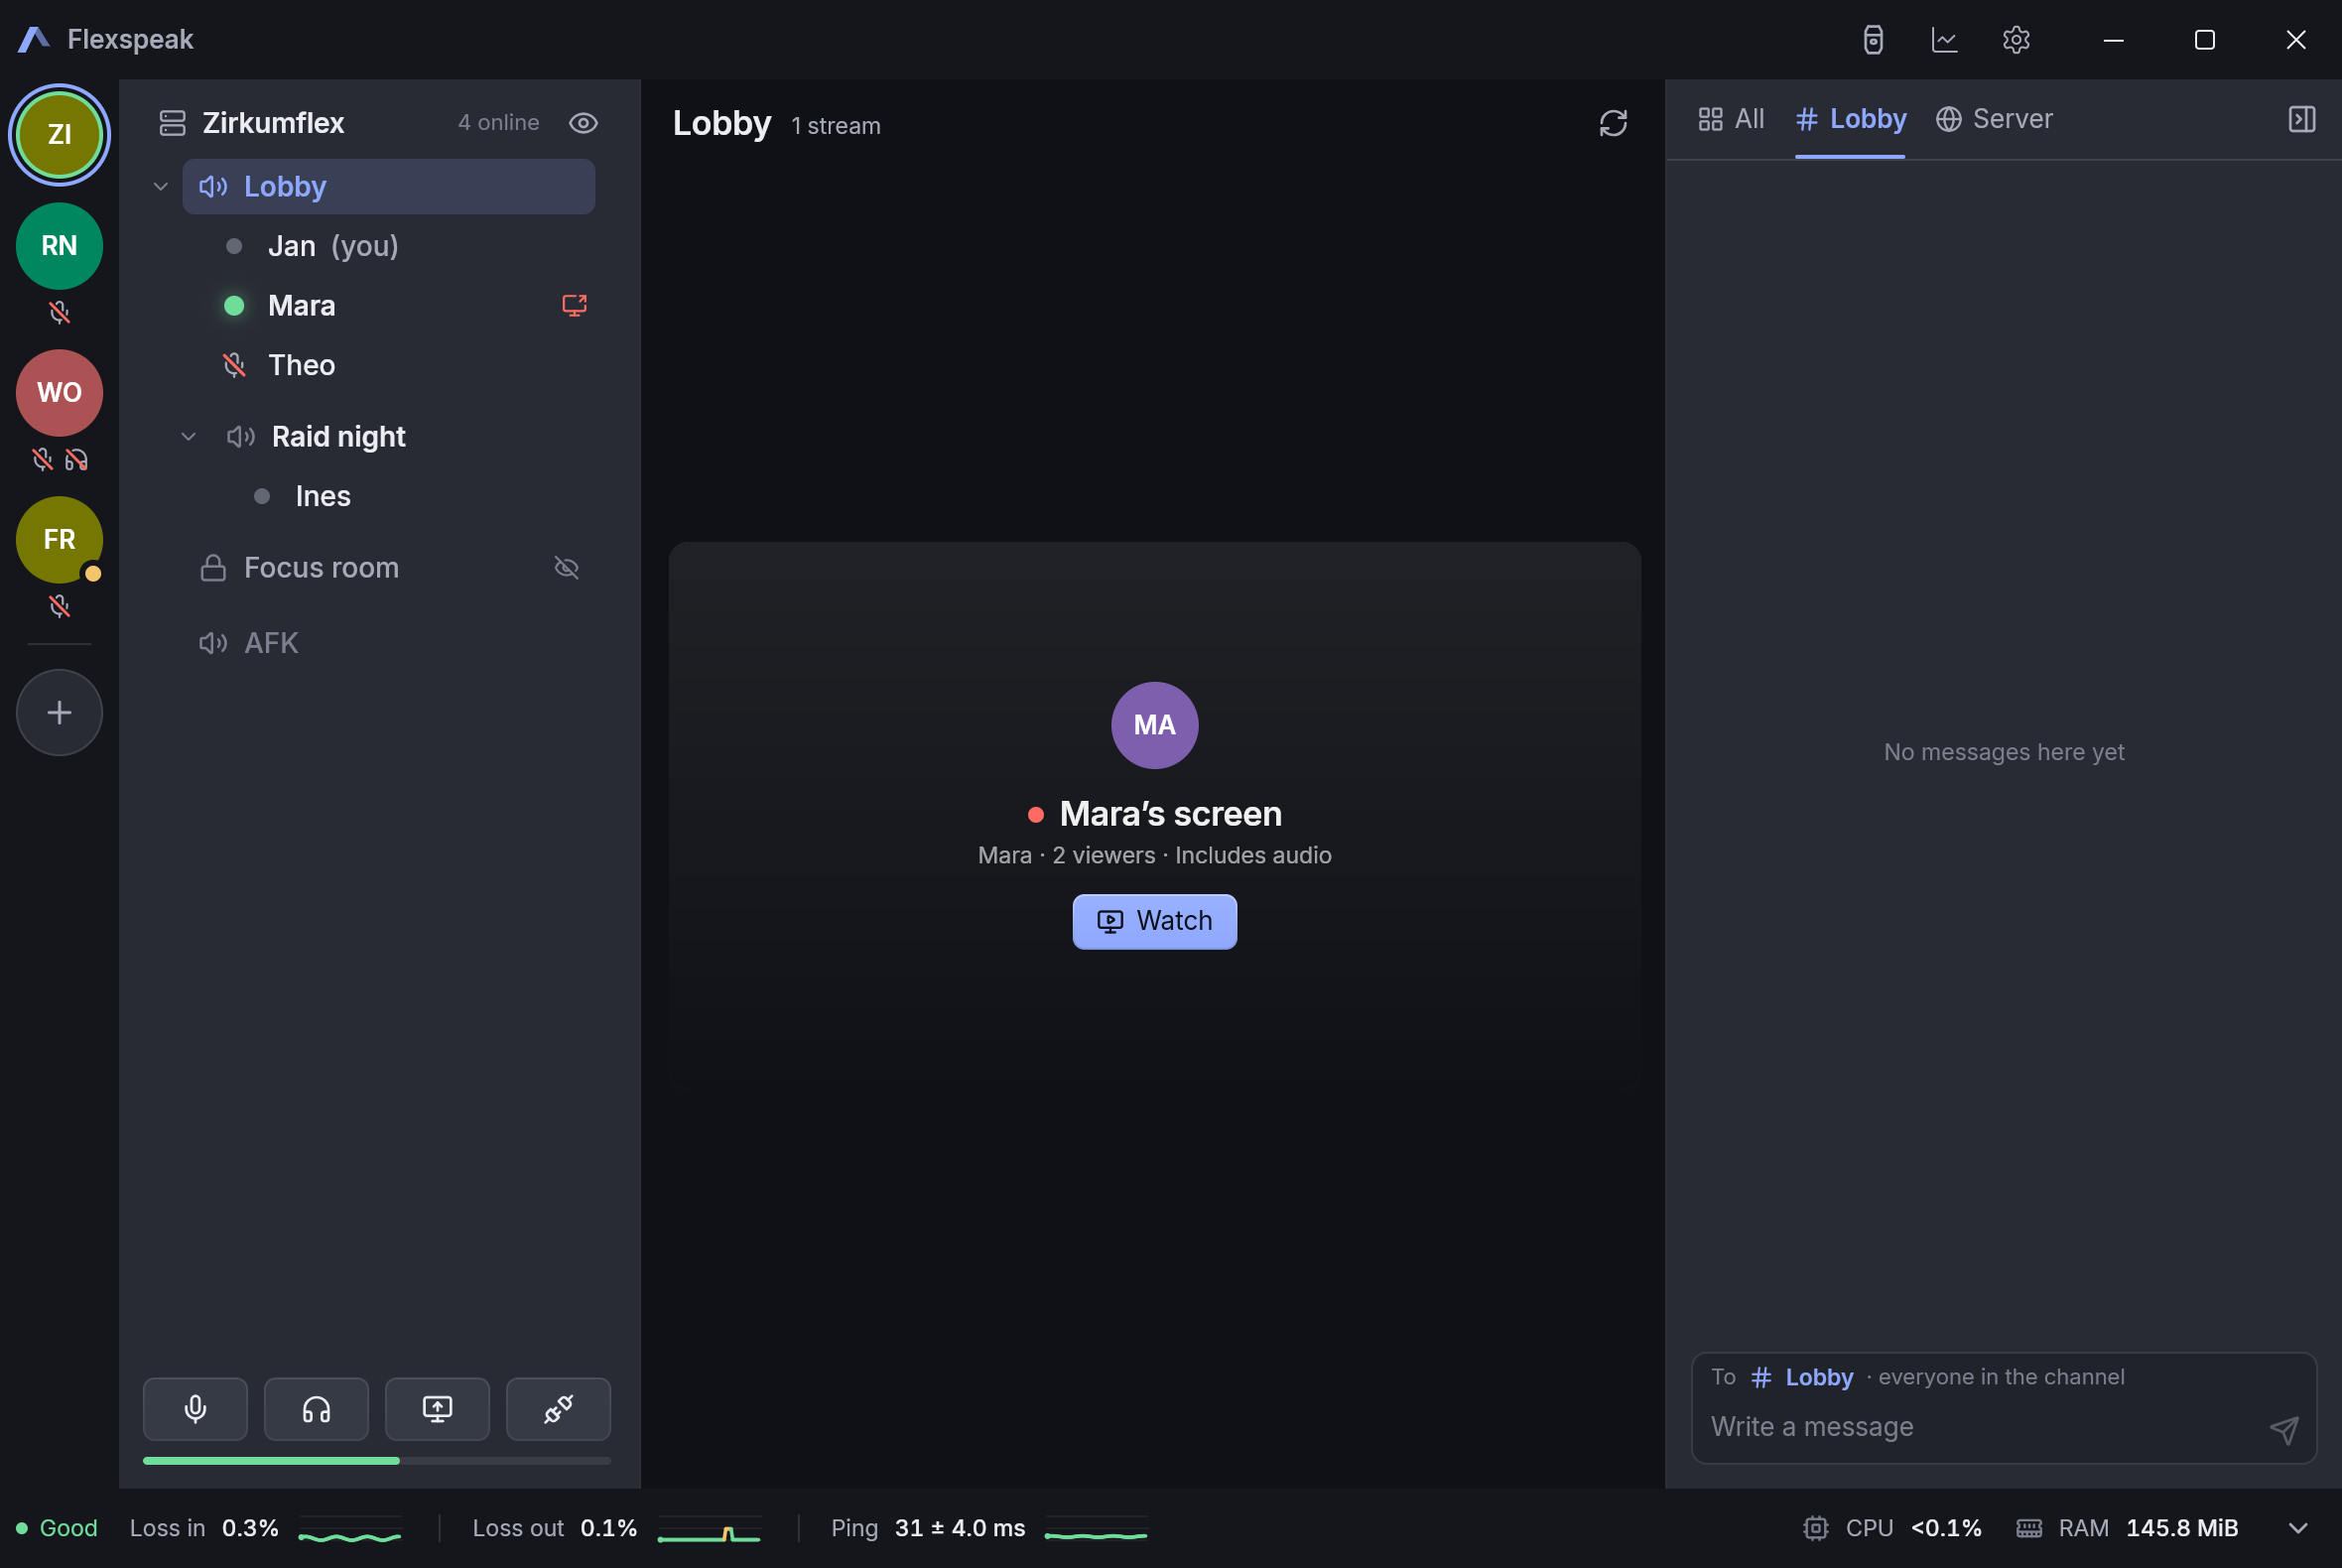 Flexspeak
ZI
RN
WO
FR
Zirkumflex 4 online
Lobby
Jan (you)
Mara
Theo
Raid night
Ines
Focus room
AFK
Lobby 1 stream
MA
Mara’s screen
Mara · 2 viewers · Includes audio
Watch
All # Lobby Server
No messages here yet
To # Lobby · everyone in the channel
Write a message
Good Loss in 0.3% Loss out 0.1% Ping 31 ± 4.0 ms CPU <0.1% RAM 145.8 MiB